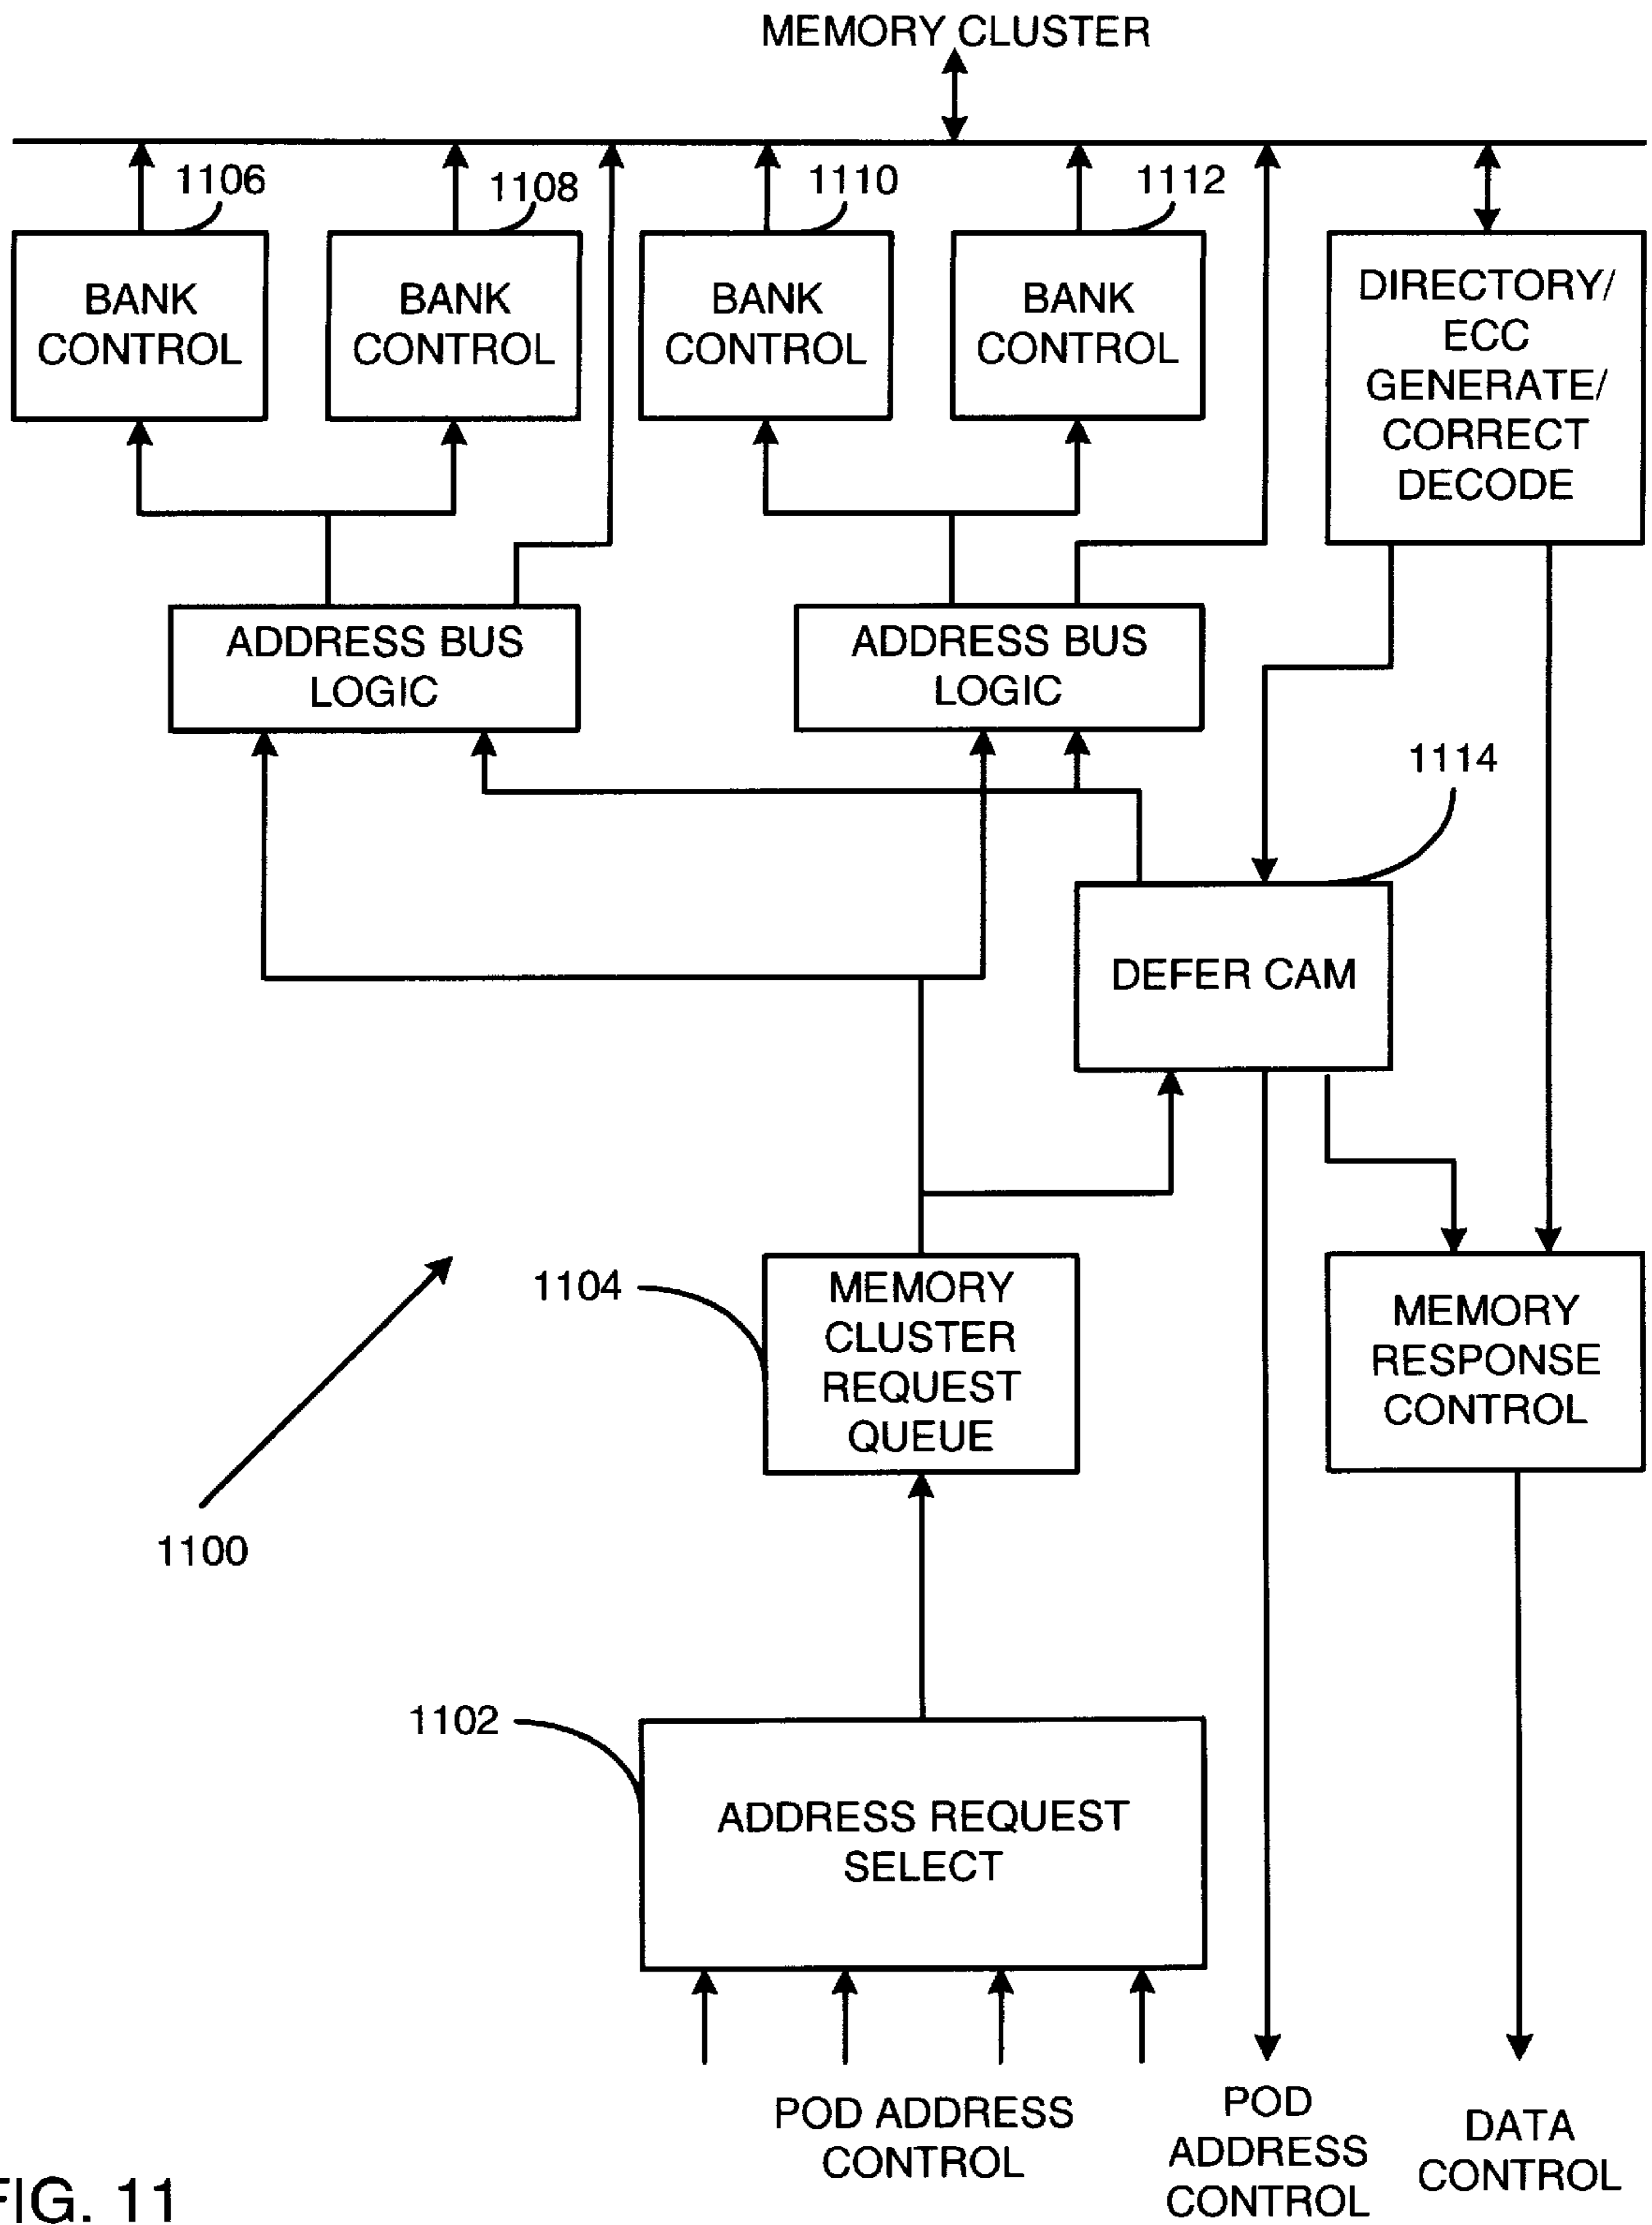 MEMORY CLUSTER
1106
1108
1110
1112
BANK
CONTROL
BANK
CONTROL
BANK
CONTROL
BANK
CONTROL
DIRECTORY/
ECC
GENERATE/
CORRECT
DECODE
ADDRESS BUS
LOGIC
ADDRESS BUS
LOGIC
1114
DEFER CAM
1104
MEMORY
CLUSTER
REQUEST
QUEUE
MEMORY
RESPONSE
CONTROL
1100
1102
ADDRESS REQUEST
SELECT
POD ADDRESS
CONTROL
POD
ADDRESS
CONTROL
DATA
CONTROL
FIG. 11